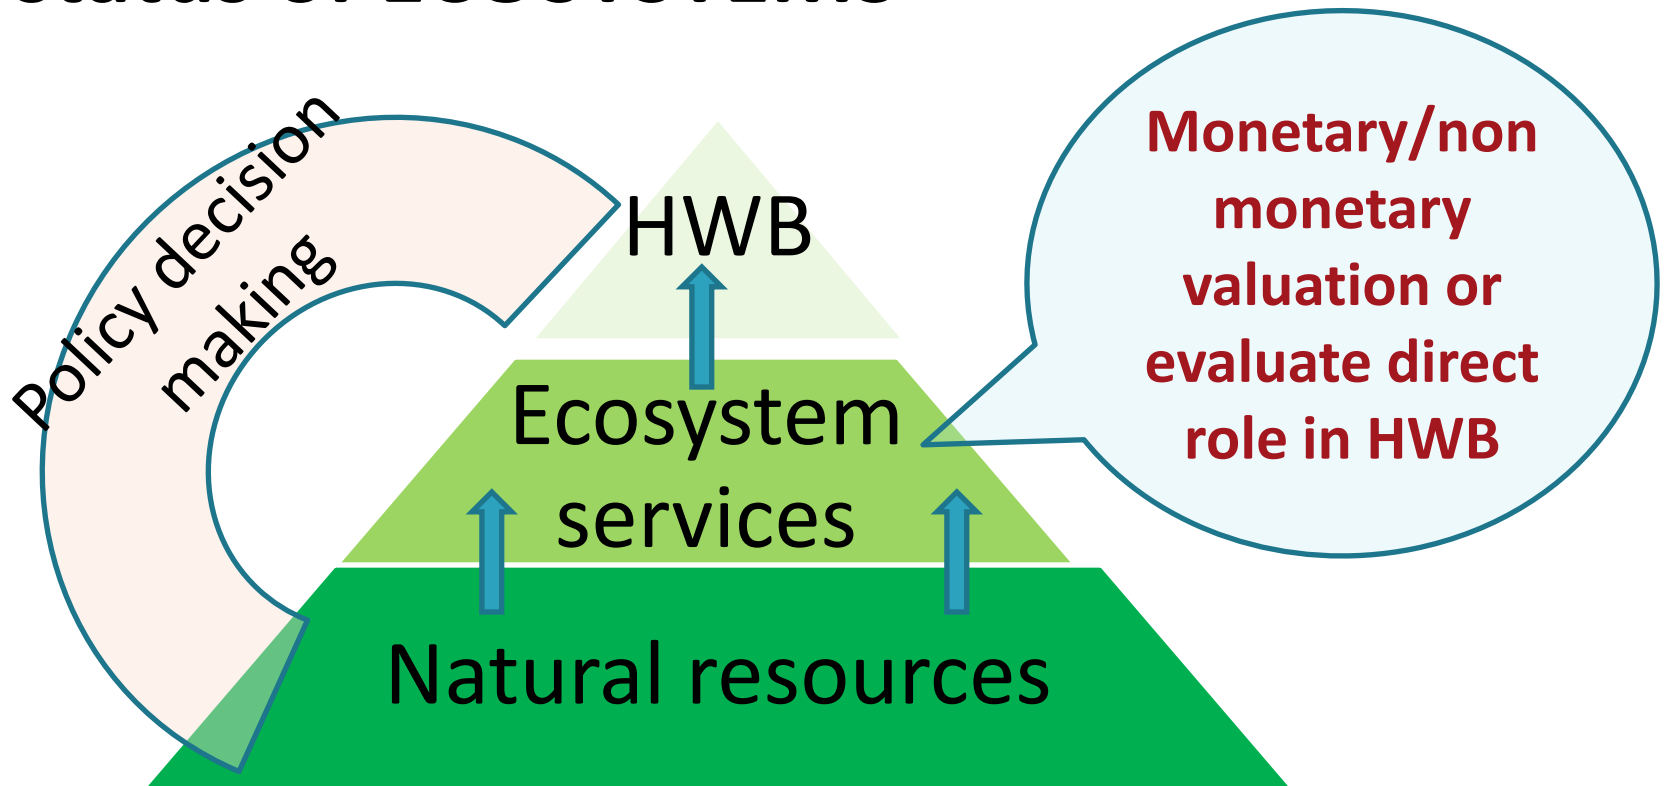 Policy decision
making
HWB
Ecosystem
services
Natural resources
Monetary/non
monetary
valuation or
evaluate direct
role in HWB